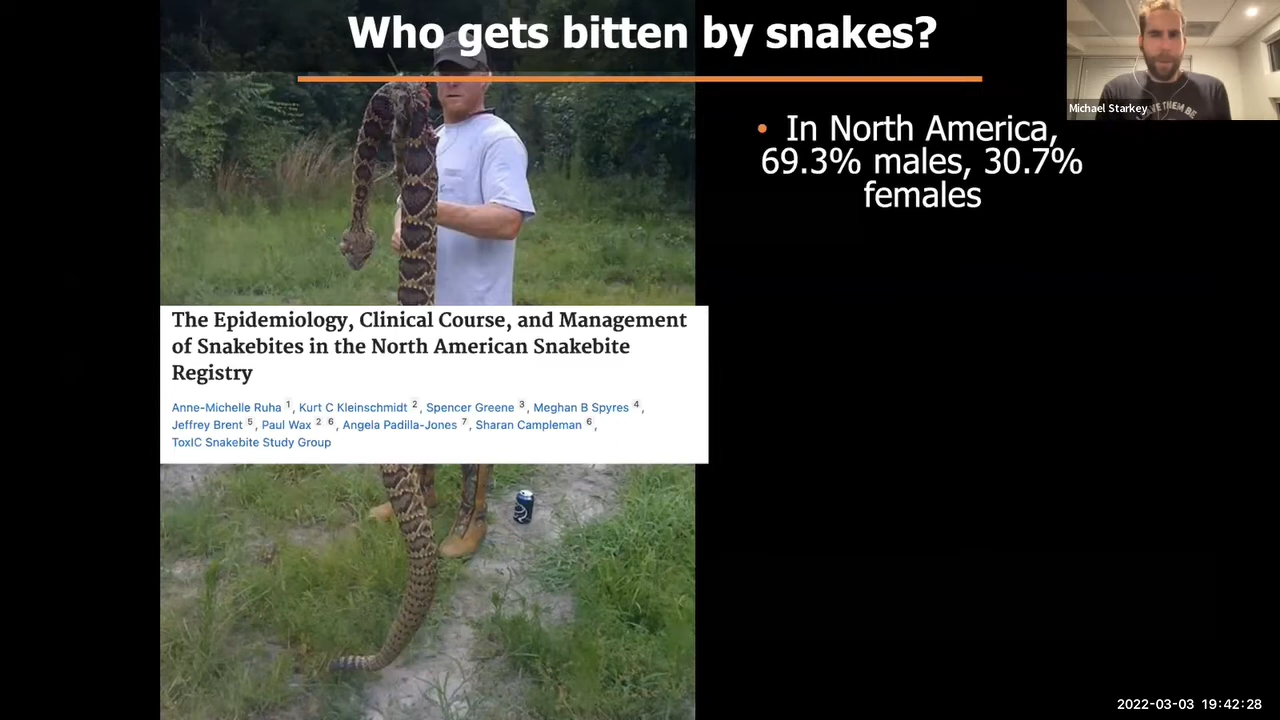 Who gets bitten by snakes?
Michael Starkey
• In North America,
69.3% males, 30.7%
females
The Epidemiology, Clinical Course, and Management
of Snakebites in the North American Snakebite
Registry
Anne-Michelle Ruha 1, Kurt C Kleinschmidt 2, Spencer Greene 3, Meghan B Spyres 4,
Jeffrey Brent 5, Paul Wax 2 6, Angela Padilla-Jones 7, Sharan Campleman 6,
ToxIC Snakebite Study Group
2022-03-03 19:42:28